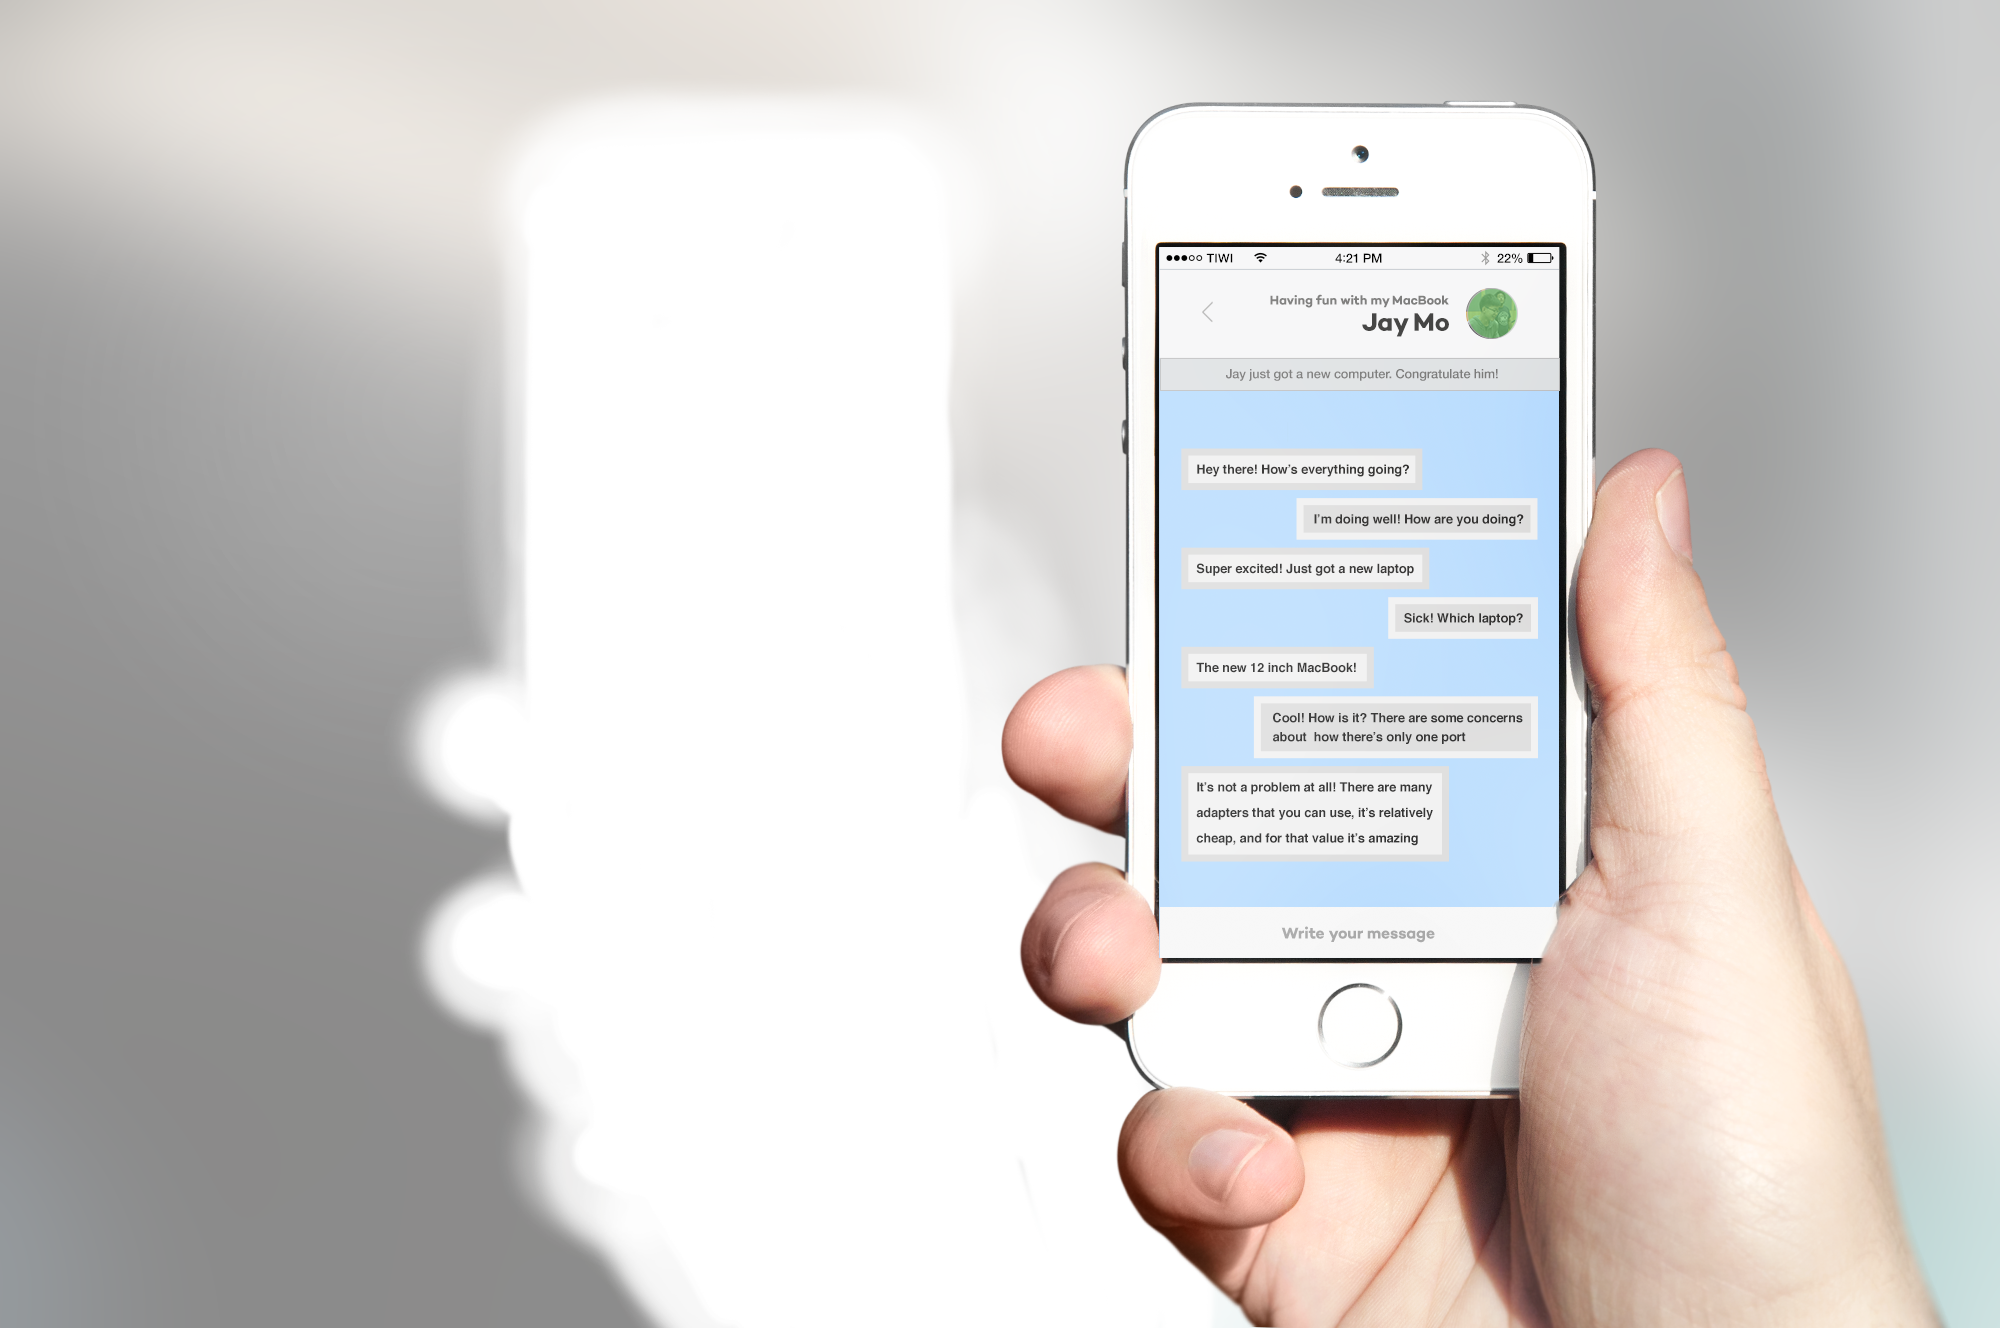 TIWI 4:21 PM 22%
Having fun with my MacBook
Jay Mo
Jay just got a new computer. Congratulate him!
Hey there! How's everything going?
I'm doing well! How are you doing?
Super excited! Just got a new laptop
Sick! Which laptop?
The new 12 inch MacBook!
Cool! How is it? There are some concerns
about  how there's only one port
It's not a problem at all! There are many
adapters that you can use, it's relatively
cheap, and for that value it's amazing
Write your message